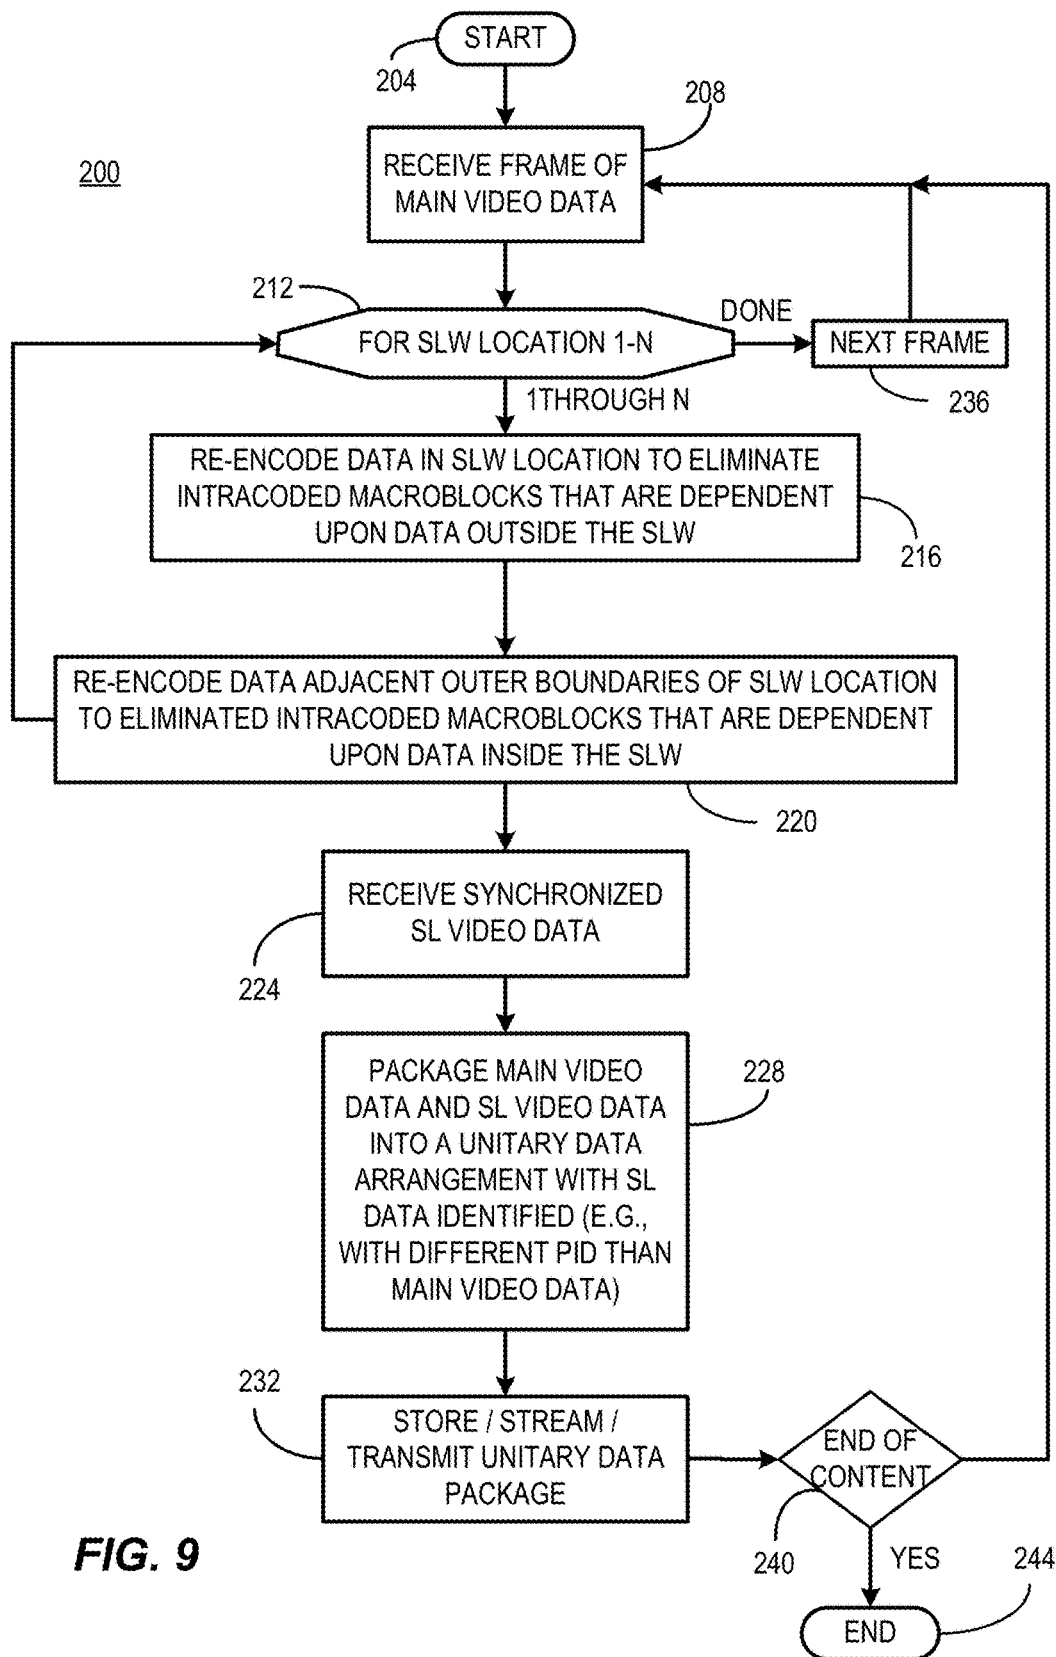 START
204
208
200
RECEIVE FRAME OF
MAIN VIDEO DATA
212
FOR SLW LOCATION 1-N
DONE
NEXT FRAME
236
1THROUGH N
RE-ENCODE DATA IN SLW LOCATION TO ELIMINATE
INTRACODED MACROBLOCKS THAT ARE DEPENDENT
UPON DATA OUTSIDE THE SLW
216
RE-ENCODE DATA ADJACENT OUTER BOUNDARIES OF SLW LOCATION
TO ELIMINATED INTRACODED MACROBLOCKS THAT ARE DEPENDENT
UPON DATA INSIDE THE SLW
220
RECEIVE SYNCHRONIZED
SL VIDEO DATA
224
PACKAGE MAIN VIDEO
DATA AND SL VIDEO DATA
INTO A UNITARY DATA
ARRANGEMENT WITH SL
DATA IDENTIFIED (E.G.,
WITH DIFFERENT PID THAN
MAIN VIDEO DATA)
228
232
STORE / STREAM /
TRANSMIT UNITARY DATA
PACKAGE
END OF
CONTENT
240
YES
244
END
FIG. 9